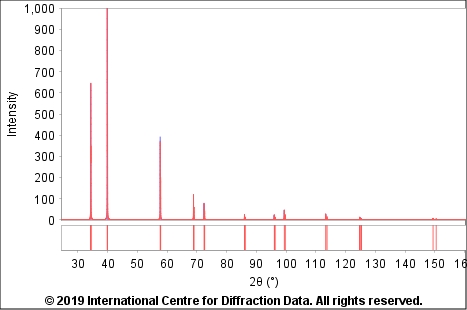 1,000
900
800
700
600
500
400
300
200
100
0
Intensity
30 40 50 60 70 80 90 100 110 120 130 140 150 160
2θ (°)
© 2019 International Centre for Diffraction Data. All rights reserved.